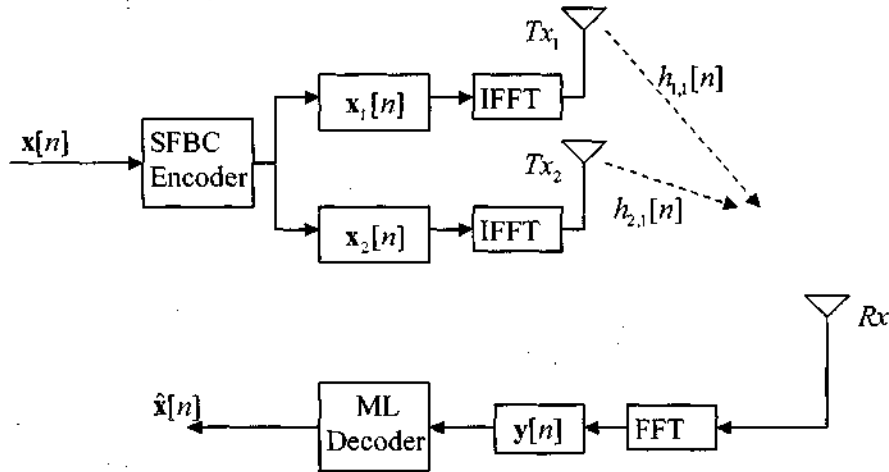 Tx₁
h₁,₁[n]
x[n]
SFBC
Encoder
x₁[n]
IFFT
Tx₂
h₂,₁[n]
x₂[n]
IFFT
Rx
x̂[n]
ML
Decoder
y[n]
FFT